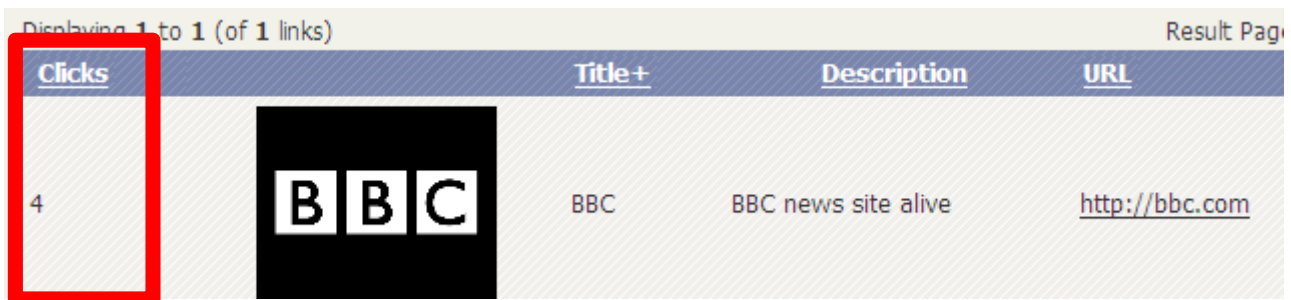 Displaying 1 to 1 (of 1 links) Result Page
Clicks Title+ Description URL
4 BBC BBC BBC news site alive http://bbc.com